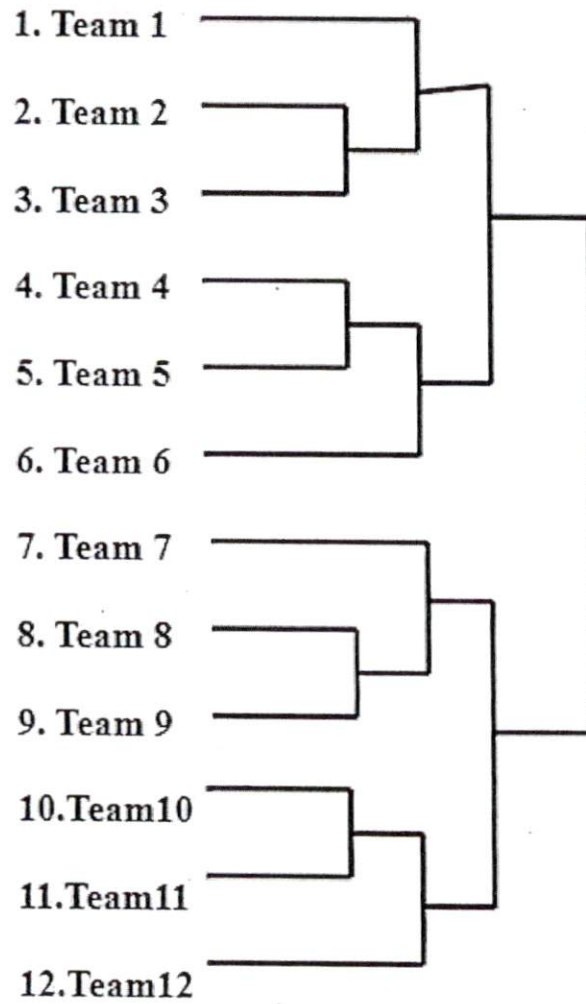 1. Team 1
2. Team 2
3. Team 3
4. Team 4
5. Team 5
6. Team 6
7. Team 7
8. Team 8
9. Team 9
10.Team10
11.Team11
12.Team12